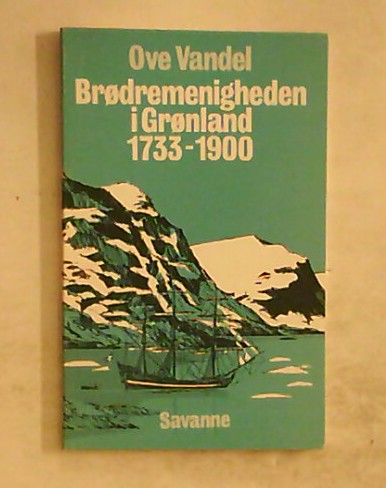 Ove Vandel
Brødremenigheden
i Grønland
1733-1900
Savanne